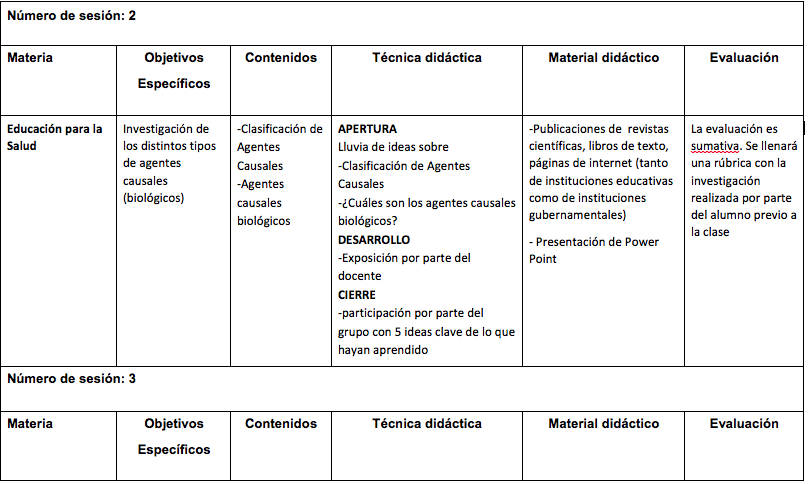 Número de sesión: 2
Materia
Objetivos
Específicos
Contenidos
Técnica didáctica
Material didáctico
Evaluación
Educación para la
Salud
Investigación de
los distintos tipos
de agentes
causales
(biológicos)
-Clasificación de
Agentes
Causales
-Agentes
causales
biológicos
APERTURA
Lluvia de ideas sobre
-Clasificación de Agentes
Causales
-¿Cuáles son los agentes causales
biológicos?
DESARROLLO
-Exposición por parte del
docente
CIERRE
-participación por parte del
grupo con 5 ideas clave de lo que
hayan aprendido
-Publicaciones de revistas
científicas, libros de texto,
páginas de internet (tanto
de instituciones educativas
como de instituciones
gubernamentales)
- Presentación de Power
Point
La evaluación es
sumativa. Se llenará
una rúbrica con la
investigación
realizada por parte
del alumno previo a
la clase
Número de sesión: 3
Materia
Objetivos
Específicos
Contenidos
Técnica didáctica
Material didáctico
Evaluación